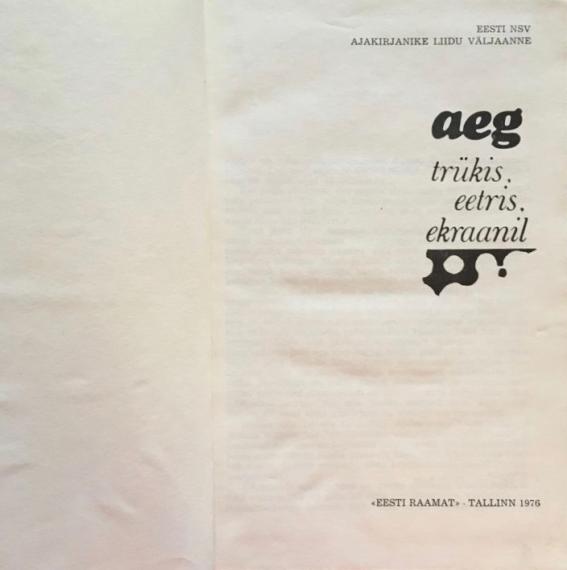 EESTI NSV
AJAKIRJANIKE LIIDU VÄLJAANNE
aeg
trükis,
eetris,
ekraanil
«EESTI RAAMAT» · TALLINN 1976